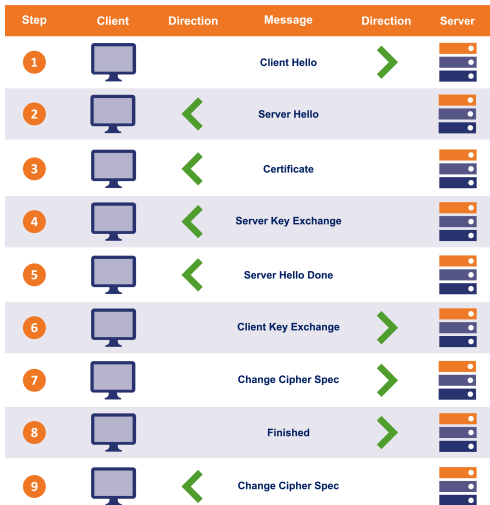 Step Client Direction Message Direction Server
1 Client Hello
2 Server Hello
3 Certificate
4 Server Key Exchange
5 Server Hello Done
6 Client Key Exchange
7 Change Cipher Spec
8 Finished
9 Change Cipher Spec